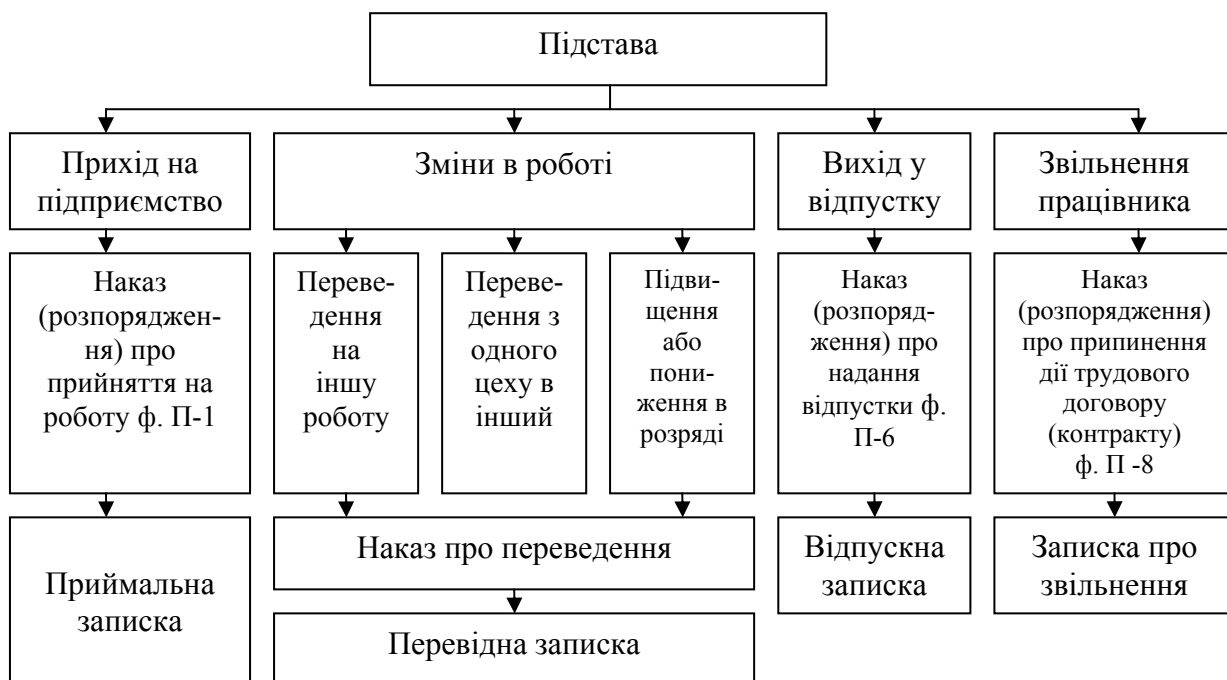 Підстава
Прихід на
підприємство
Зміни в роботі
Вихід у
відпустку
Звільнення
працівника
Наказ
(розпоряджен-
ня) про
прийняття на
роботу ф. П-1
Переве-
дення
на
іншу
роботу
Переве-
дення з
одного
цеху в
інший
Підви-
щення
або
пони-
ження в
розряді
Наказ
(розпоряд-
ження) про
надання
відпустки ф.
П-6
Наказ
(розпорядження)
про припинення
дії трудового
договору
(контракту)
ф. П -8
Приймальна
записка
Наказ про переведення
Перевідна записка
Відпускна
записка
Записка про
звільнення